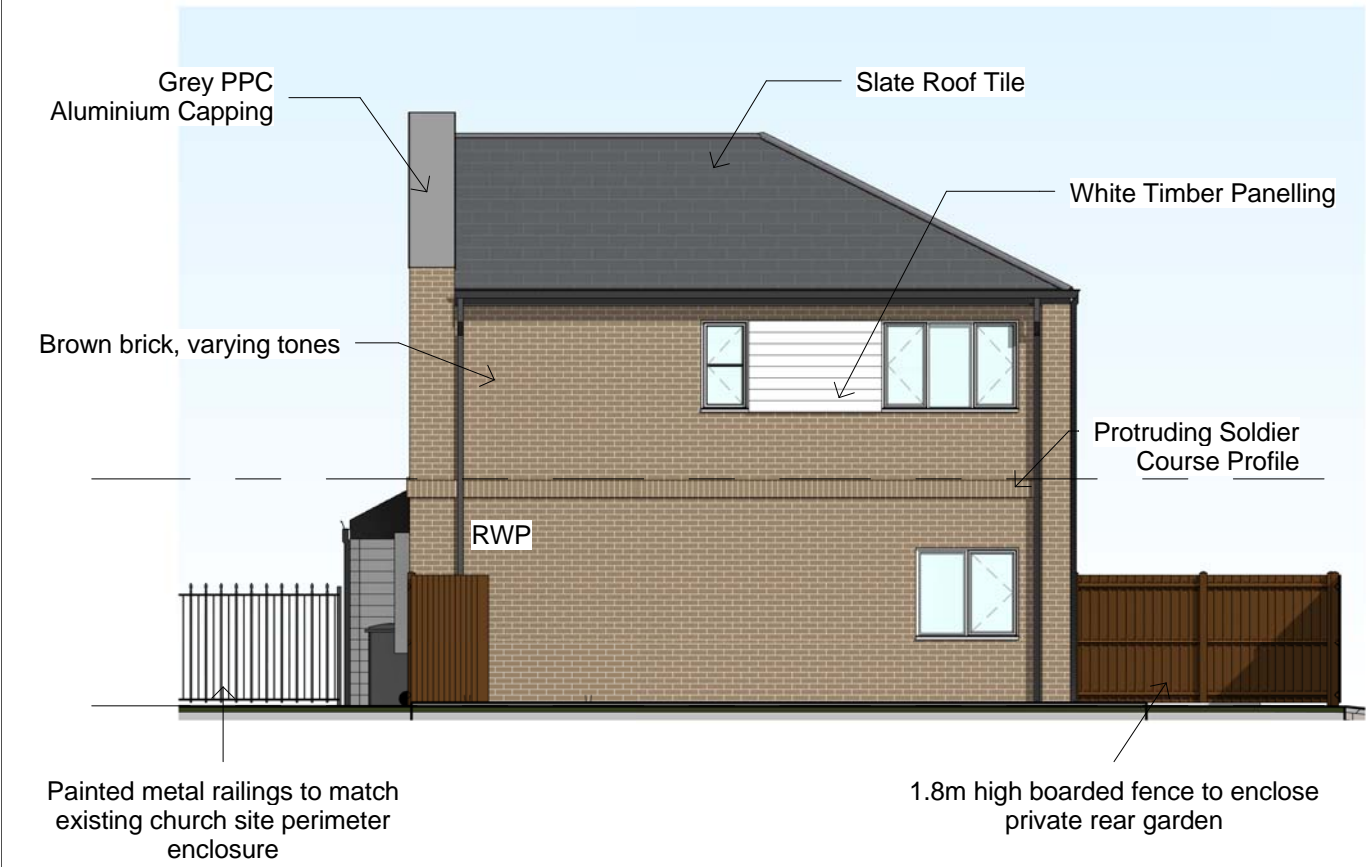 Grey PPC
Aluminium Capping
Slate Roof Tile
White Timber Panelling
Brown brick, varying tones
Protruding Soldier
Course Profile
RWP
Painted metal railings to match
existing church site perimeter
enclosure
1.8m high boarded fence to enclose
private rear garden